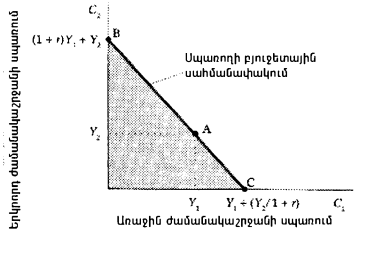 C₂
(1 + r)Y₁ + Y₂
B
Սպառողի բյուջետային
սահմանափակում
Երկրորդ ժամանակաշրջանի սպառում
Y₂
A
C
Y₁
Y₁ + (Y₂/1 + r)
C₁
Առաջին ժամանակաշրջանի սպառում